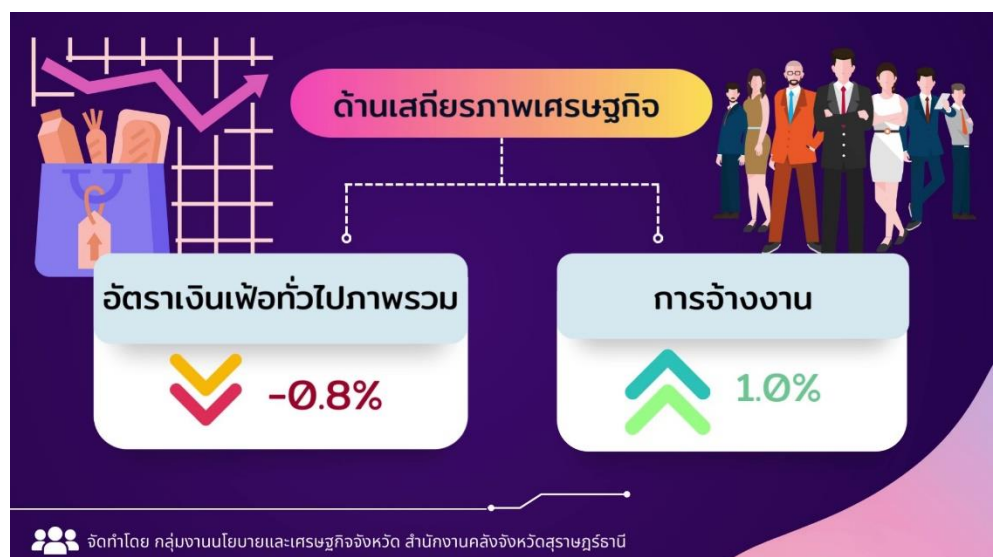 ด้านเสถียรภาพเศรษฐกิจ
อัตราเงินเฟ้อทั่วไปภาพรวม
-0.8%
การจ้างงาน
1.0%
จัดทำโดย กลุ่มงานนโยบายและเศรษฐกิจจังหวัด สำนักงานคลังจังหวัดสุราษฎร์ธานี